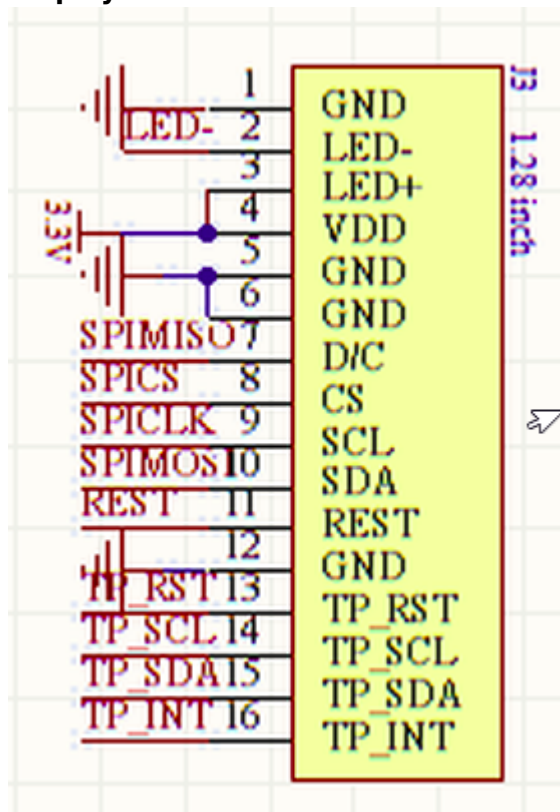 1 GND
LED- 2 LED-
3 LED+
3.3V 4 VDD
5 GND
6 GND
SPIMISO 7 D/C
SPICS 8 CS
SPICLK 9 SCL
SPIMOSI 10 SDA
REST 11 REST
12 GND
TP_RST 13 TP_RST
TP_SCL 14 TP_SCL
TP_SDA 15 TP_SDA
TP_INT 16 TP_INT
J3 1.28 inch